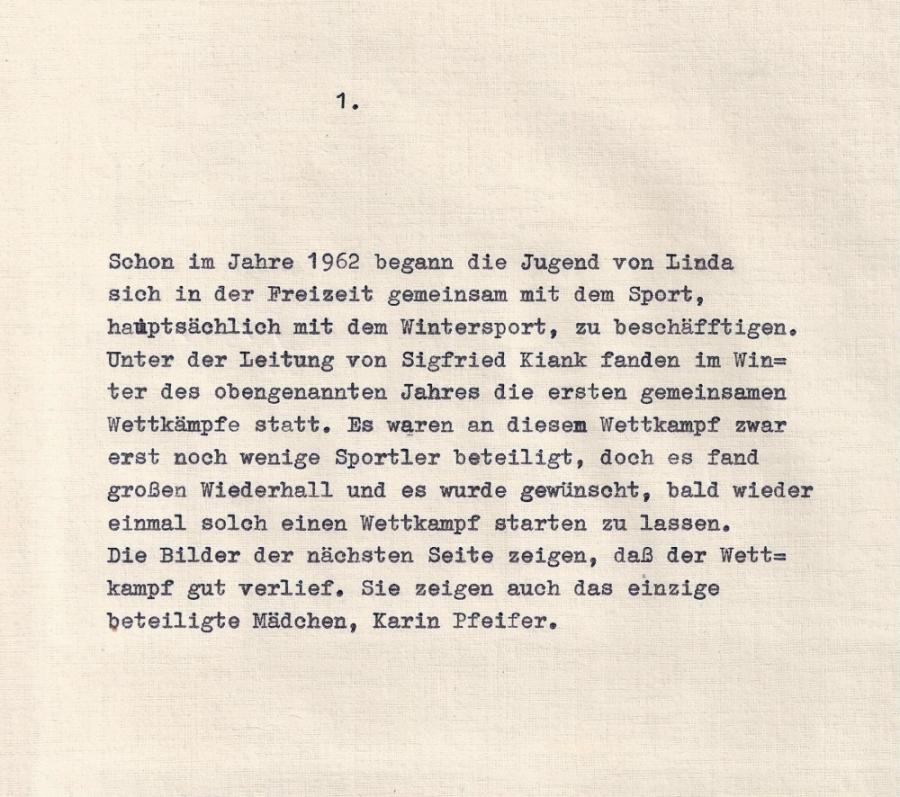 1.
Schon im Jahre 1962 begann die Jugend von Linda
sich in der Freizeit gemeinsam mit dem Sport,
hauptsächlich mit dem Wintersport, zu beschäfftigen.
Unter der Leitung von Sigfried Kiank fanden im Win=
ter des obengenannten Jahres die ersten gemeinsamen
Wettkämpfe statt. Es waren an diesem Wettkampf zwar
erst noch wenige Sportler beteiligt, doch es fand
großen Wiederhall und es wurde gewünscht, bald wieder
einmal solch einen Wettkampf starten zu lassen.
Die Bilder der nächsten Seite zeigen, daß der Wett=
kampf gut verlief. Sie zeigen auch das einzige
beteiligte Mädchen, Karin Pfeifer.